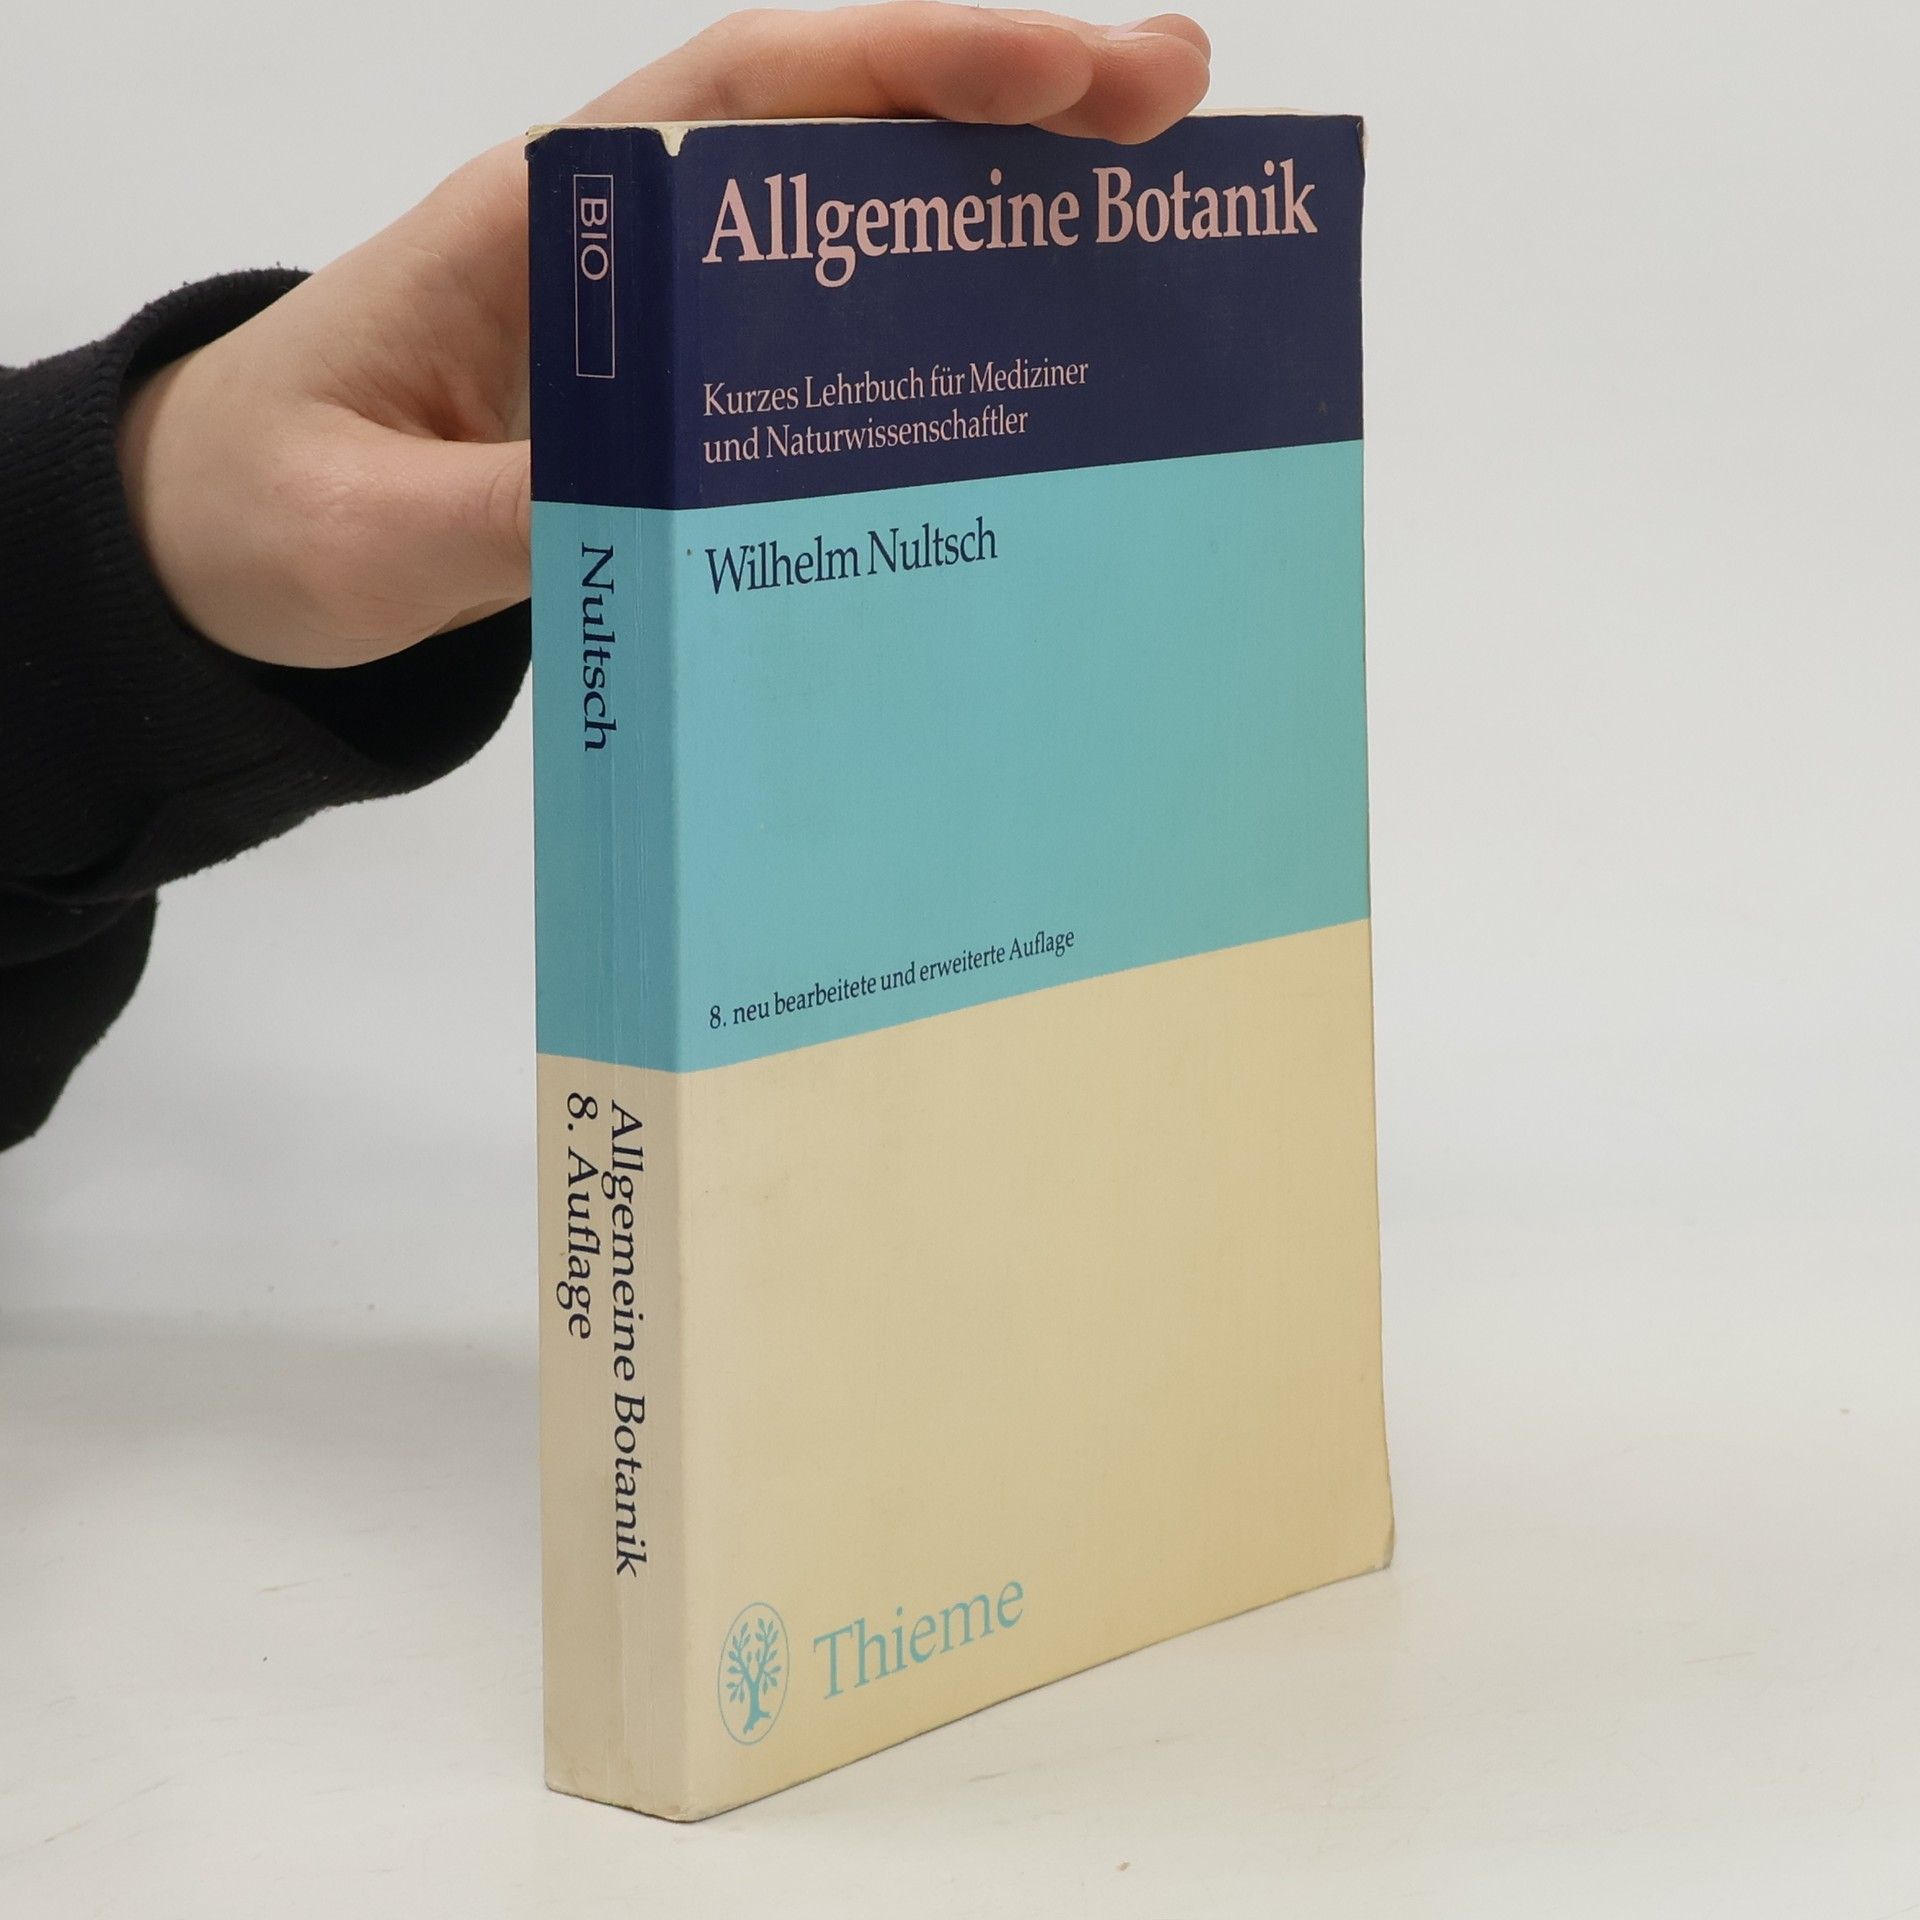 BIO
Nultsch
Allgemeine Botanik
8. Auflage
Allgemeine Botanik
Kurzes Lehrbuch für Mediziner
und Naturwissenschaftler
Wilhelm Nultsch
8. neu bearbeitete und erweiterte Auflage
Thieme